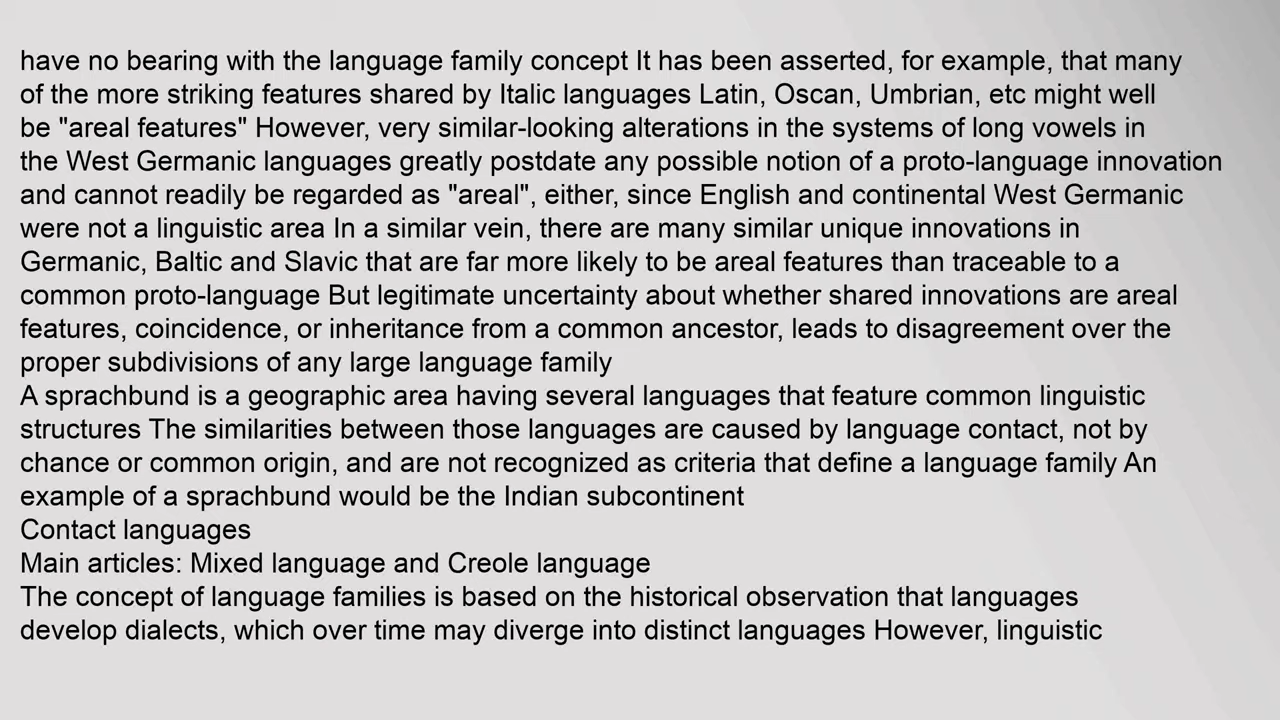 have no bearing with the language family concept It has been asserted, for example, that many
of the more striking features shared by Italic languages Latin, Oscan, Umbrian, etc might well
be "areal features" However, very similar-looking alterations in the systems of long vowels in
the West Germanic languages greatly postdate any possible notion of a proto-language innovation
and cannot readily be regarded as "areal", either, since English and continental West Germanic
were not a linguistic area In a similar vein, there are many similar unique innovations in
Germanic, Baltic and Slavic that are far more likely to be areal features than traceable to a
common proto-language But legitimate uncertainty about whether shared innovations are areal
features, coincidence, or inheritance from a common ancestor, leads to disagreement over the
proper subdivisions of any large language family
A sprachbund is a geographic area having several languages that feature common linguistic
structures The similarities between those languages are caused by language contact, not by
chance or common origin, and are not recognized as criteria that define a language family An
example of a sprachbund would be the Indian subcontinent
Contact languages
Main articles: Mixed language and Creole language
The concept of language families is based on the historical observation that languages
develop dialects, which over time may diverge into distinct languages However, linguistic